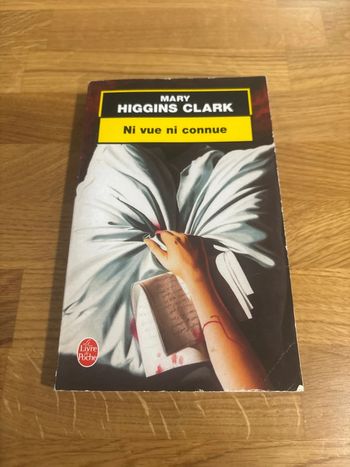 MARY
HIGGINS CLARK
Ni vue ni connue
Le
Livre
de
Poche